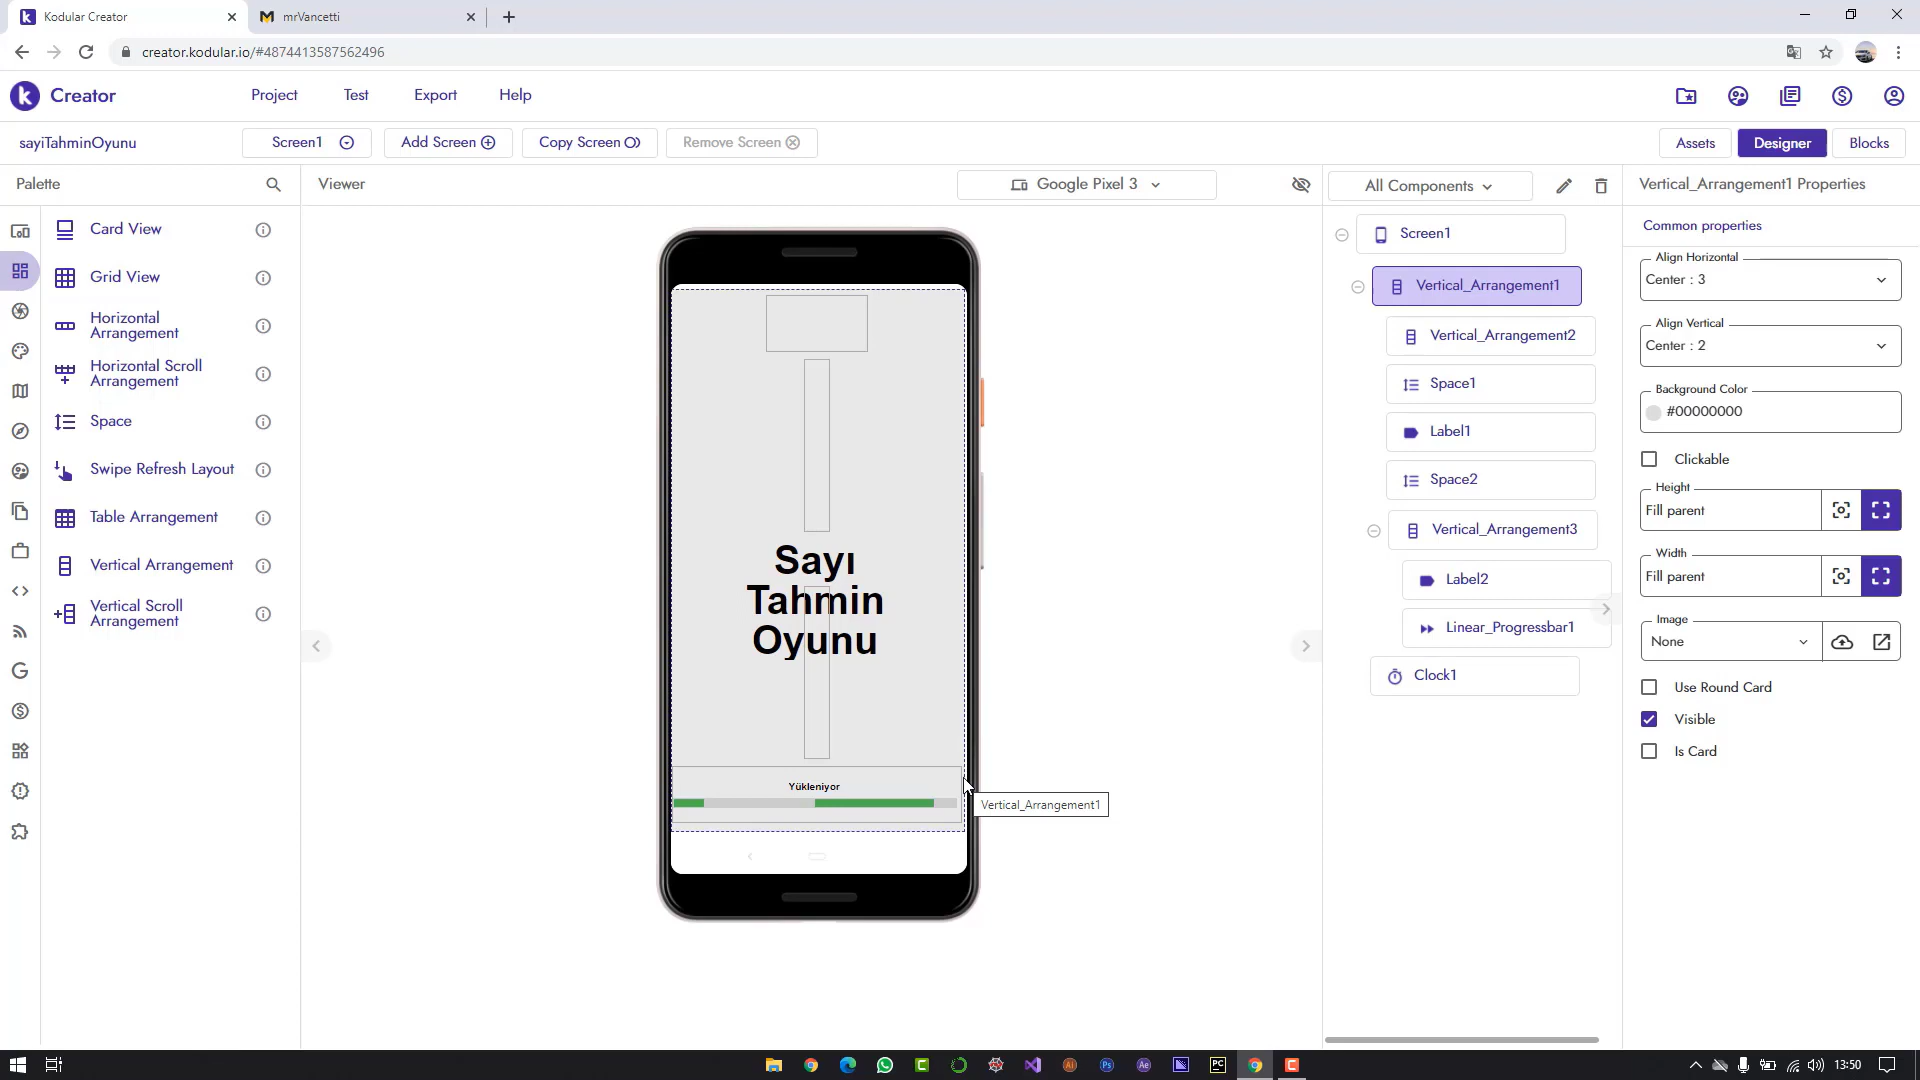 Kodular Creator
mrVancetti
creator.kodular.io/#4874413587562496
Creator
Project
Test
Export
Help
sayiTahminOyunu
Screen1
Add Screen
Copy Screen
Remove Screen
Assets
Designer
Blocks
Palette
Viewer
Google Pixel 3
All Components
Vertical_Arrangement1 Properties
Card View
Grid View
Horizontal
Arrangement
Horizontal Scroll
Arrangement
Space
Swipe Refresh Layout
Table Arrangement
Vertical Arrangement
Vertical Scroll
Arrangement
Sayı
Tahmin
Oyunu
Yükleniyor
Vertical_Arrangement1
Screen1
Vertical_Arrangement1
Vertical_Arrangement2
Space1
Label1
Space2
Vertical_Arrangement3
Label2
Linear_Progressbar1
Clock1
Common properties
Align Horizontal
Center : 3
Align Vertical
Center : 2
Background Color
#00000000
Clickable
Height
Fill parent
Width
Fill parent
Image
None
Use Round Card
Visible
Is Card
Ai
Ps
Ae
PC
13:50